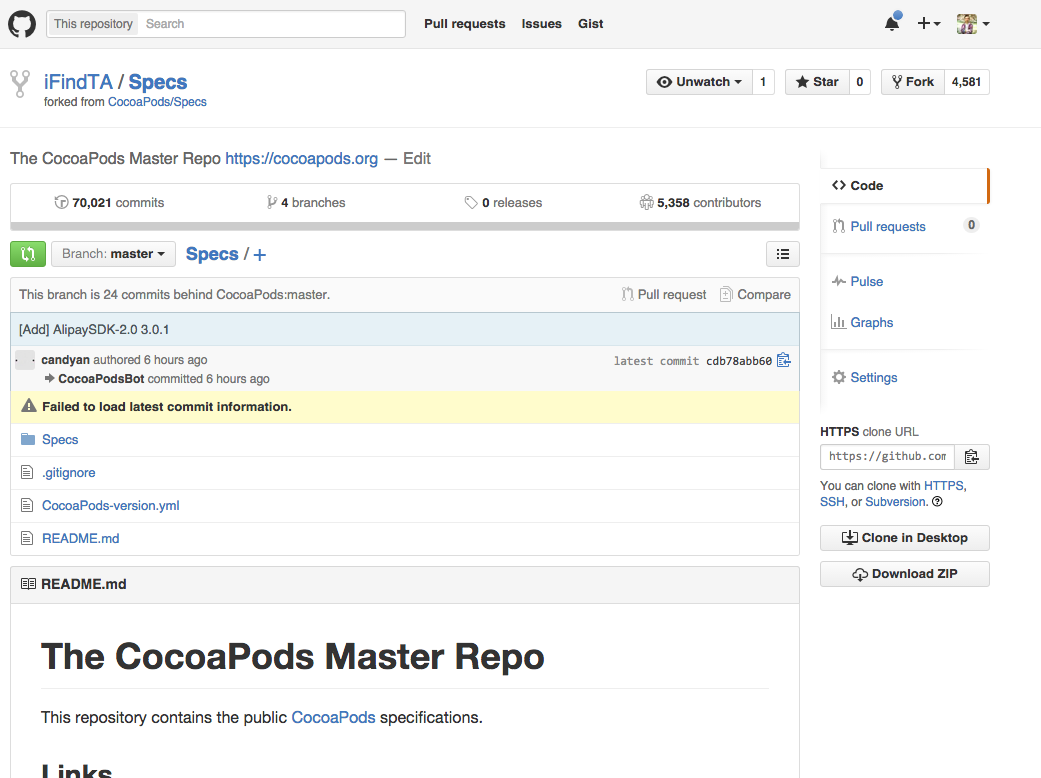 This repository Search Pull requests Issues Gist
iFindTA / Specs
forked from CocoaPods/Specs
Unwatch 1 Star 0 Fork 4,581
The CocoaPods Master Repo https://cocoapods.org — Edit
70,021 commits 4 branches 0 releases 5,358 contributors
Branch: master Specs / +
This branch is 24 commits behind CocoaPods:master. Pull request Compare
[Add] AlipaySDK-2.0 3.0.1
candyan authored 6 hours ago latest commit cdb78abb60
CocoaPodsBot committed 6 hours ago
Failed to load latest commit information.
Specs
.gitignore
CocoaPods-version.yml
README.md
README.md
The CocoaPods Master Repo
This repository contains the public CocoaPods specifications.
Links
Code
Pull requests 0
Pulse
Graphs
Settings
HTTPS clone URL
https://github.com
You can clone with HTTPS,
SSH, or Subversion.
Clone in Desktop
Download ZIP